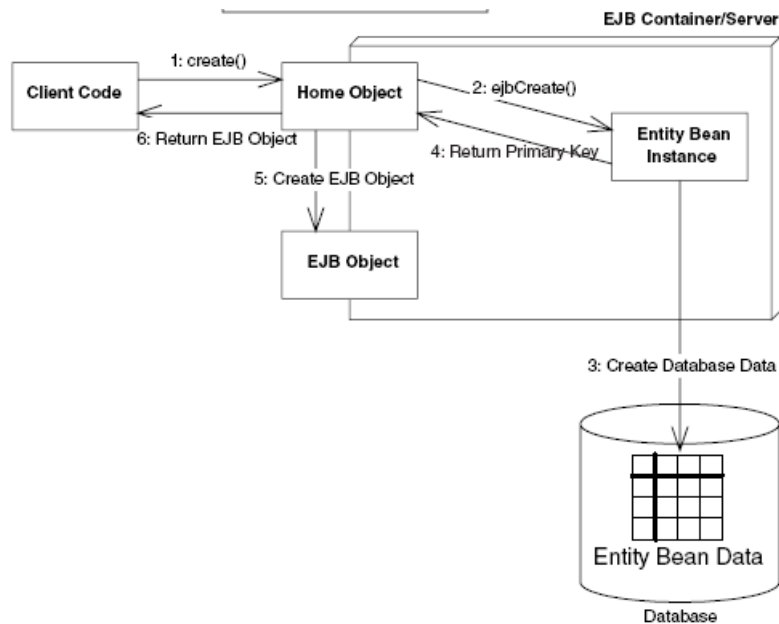 EJB Container/Server
1: create()
Client Code
Home Object
2: ejbCreate()
6: Return EJB Object
4: Return Primary Key
Entity Bean
Instance
5: Create EJB Object
EJB Object
3: Create Database Data
Entity Bean Data
Database